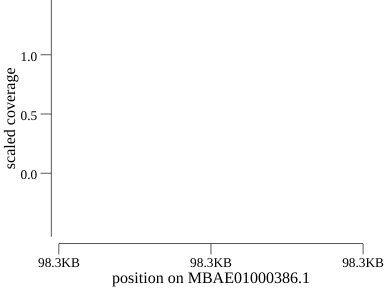 1.0
0.5
0.0
scaled coverage
98.3KB 98.3KB 98.3KB
position on MBAE01000386.1